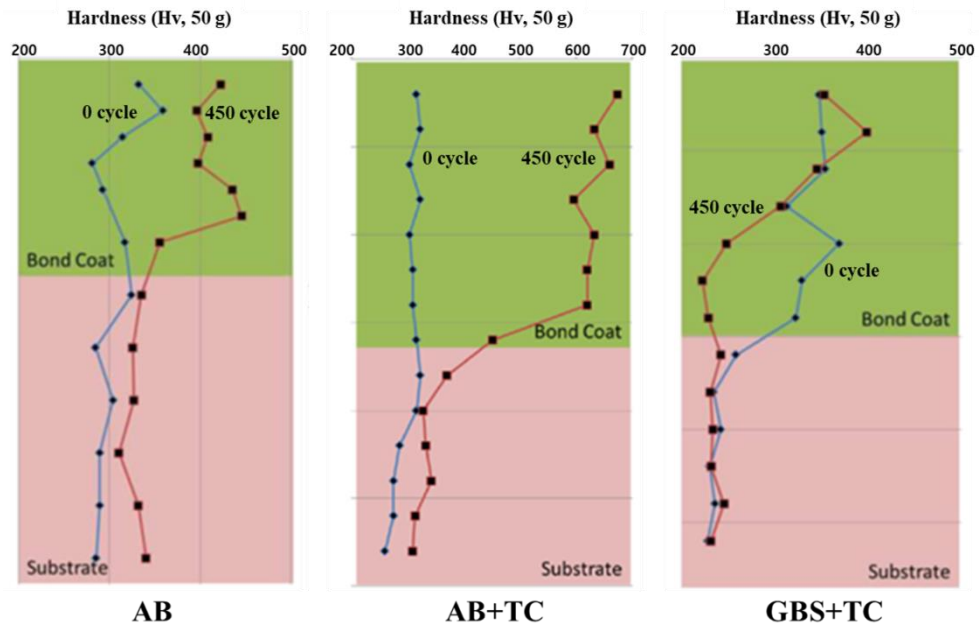 Hardness (Hv, 50 g)
200 300 400 500
0 cycle
450 cycle
Bond Coat
Substrate
AB
Hardness (Hv, 50 g)
200 300 400 500 600 700
0 cycle
450 cycle
Bond Coat
Substrate
AB+TC
Hardness (Hv, 50 g)
200 300 400 500
450 cycle
0 cycle
Bond Coat
Substrate
GBS+TC